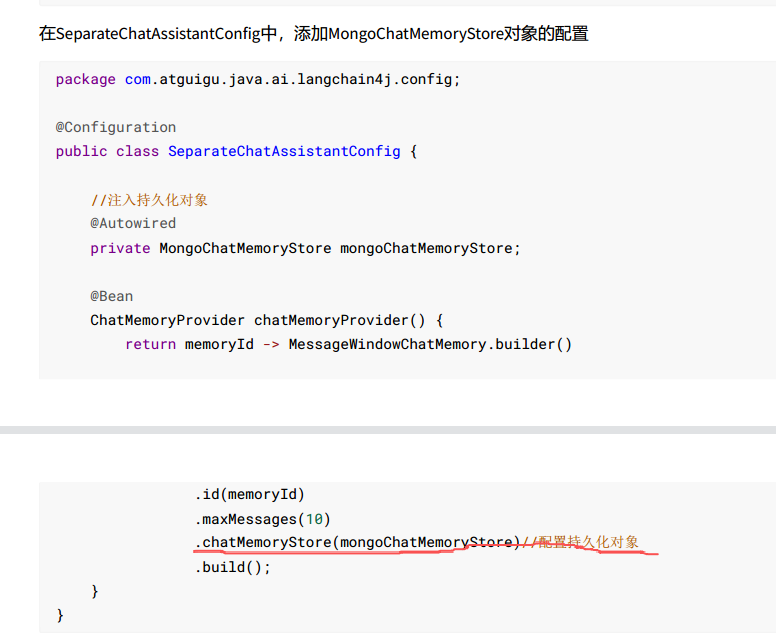 在SeparateChatAssistantConfig中，添加MongoChatMemoryStore对象的配置
package com.atguigu.java.ai.langchain4j.config;
@Configuration
public class SeparateChatAssistantConfig {
//注入持久化对象
@Autowired
private MongoChatMemoryStore mongoChatMemoryStore;
@Bean
ChatMemoryProvider chatMemoryProvider() {
return memoryId -> MessageWindowChatMemory.builder()
.id(memoryId)
.maxMessages(10)
.chatMemoryStore(mongoChatMemoryStore)//配置持久化对象
.build();
}
}